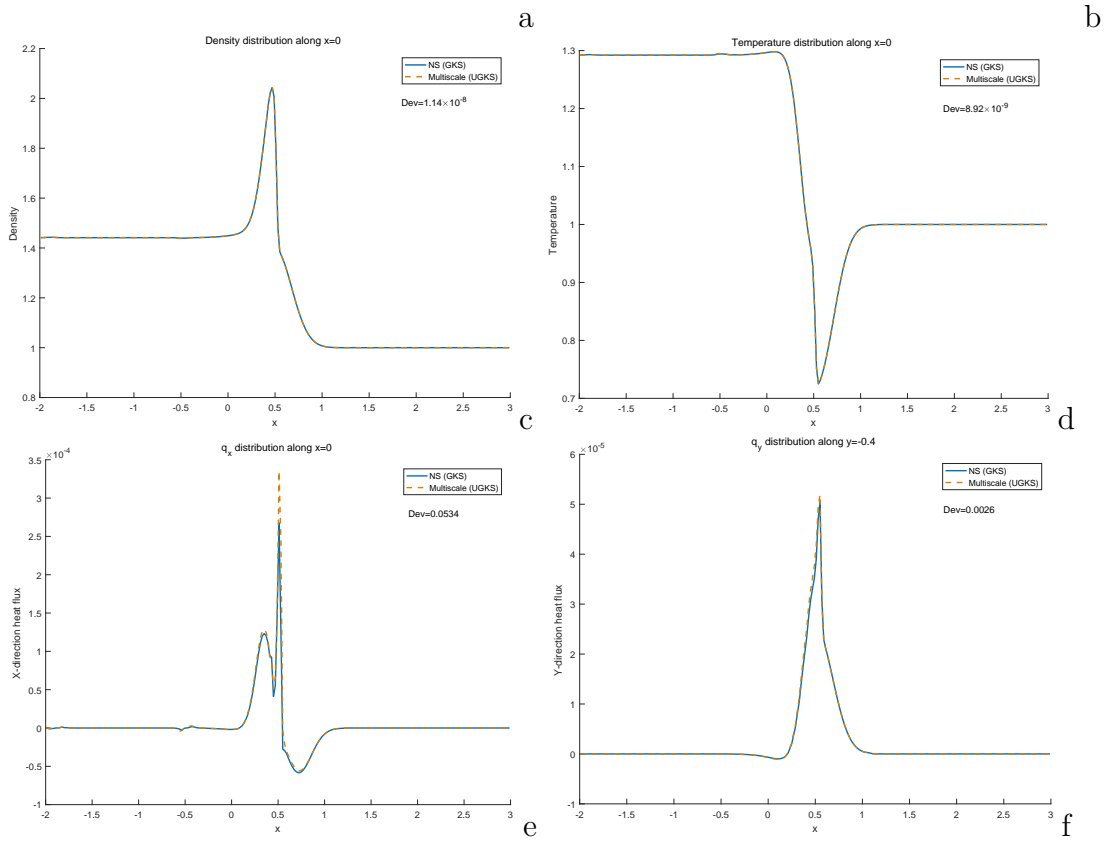 a
b
Density distribution along x=0
2.2
2
1.8
1.6
1.4
1.2
1
0.8
Density
NS (GKS)
Multiscale (UGKS)
Dev=1.14×10⁻⁸
-2 -1.5 -1 -0.5 0 0.5 1 1.5 2 2.5 3
x
c
Temperature distribution along x=0
1.3
1.2
1.1
1
0.9
0.8
0.7
Temperature
NS (GKS)
Multiscale (UGKS)
Dev=8.92×10⁻⁹
-2 -1.5 -1 -0.5 0 0.5 1 1.5 2 2.5 3
x
d
qₓ distribution along x=0
×10⁻⁴
3.5
3
2.5
2
1.5
1
0.5
0
-0.5
-1
X-direction heat flux
NS (GKS)
Multiscale (UGKS)
Dev=0.0534
-2 -1.5 -1 -0.5 0 0.5 1 1.5 2 2.5 3
x
e
q_y distribution along y=-0.4
×10⁻⁵
6
5
4
3
2
1
0
-1
Y-direction heat flux
NS (GKS)
Multiscale (UGKS)
Dev=0.0026
-2 -1.5 -1 -0.5 0 0.5 1 1.5 2 2.5 3
x
f